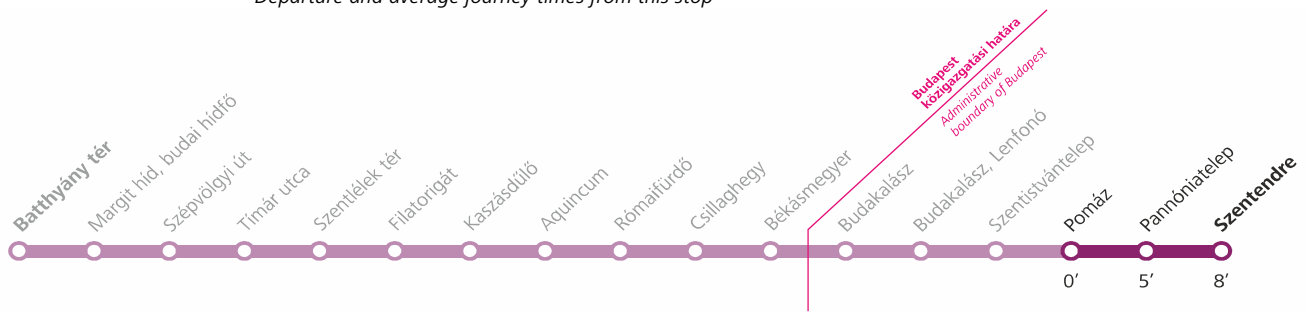 Departure and average journey times from this stop
Budapest
közigazgatási határa
Administrative
boundary of Budapest
Batthyány tér
Margit híd, budai hídfő
Szépvölgyi út
Tímár utca
Szentlélek tér
Filatorigát
Kaszásdűlő
Aquincum
Rómaifürdő
Csillaghegy
Békásmegyer
Budakalász
Budakalász, Lenfonó
Szentistvántelep
Pomáz
Pannóniatelep
Szentendre
0’
5’
8’